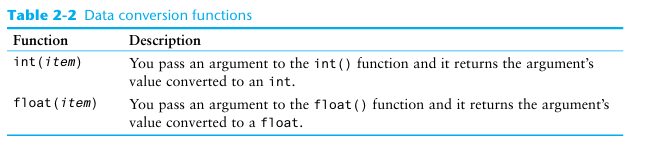 Table 2-2 Data conversion functions
Function Description
int(item) You pass an argument to the int() function and it returns the argument’s
value converted to an int.
float(item) You pass an argument to the float() function and it returns the argument’s
value converted to a float.